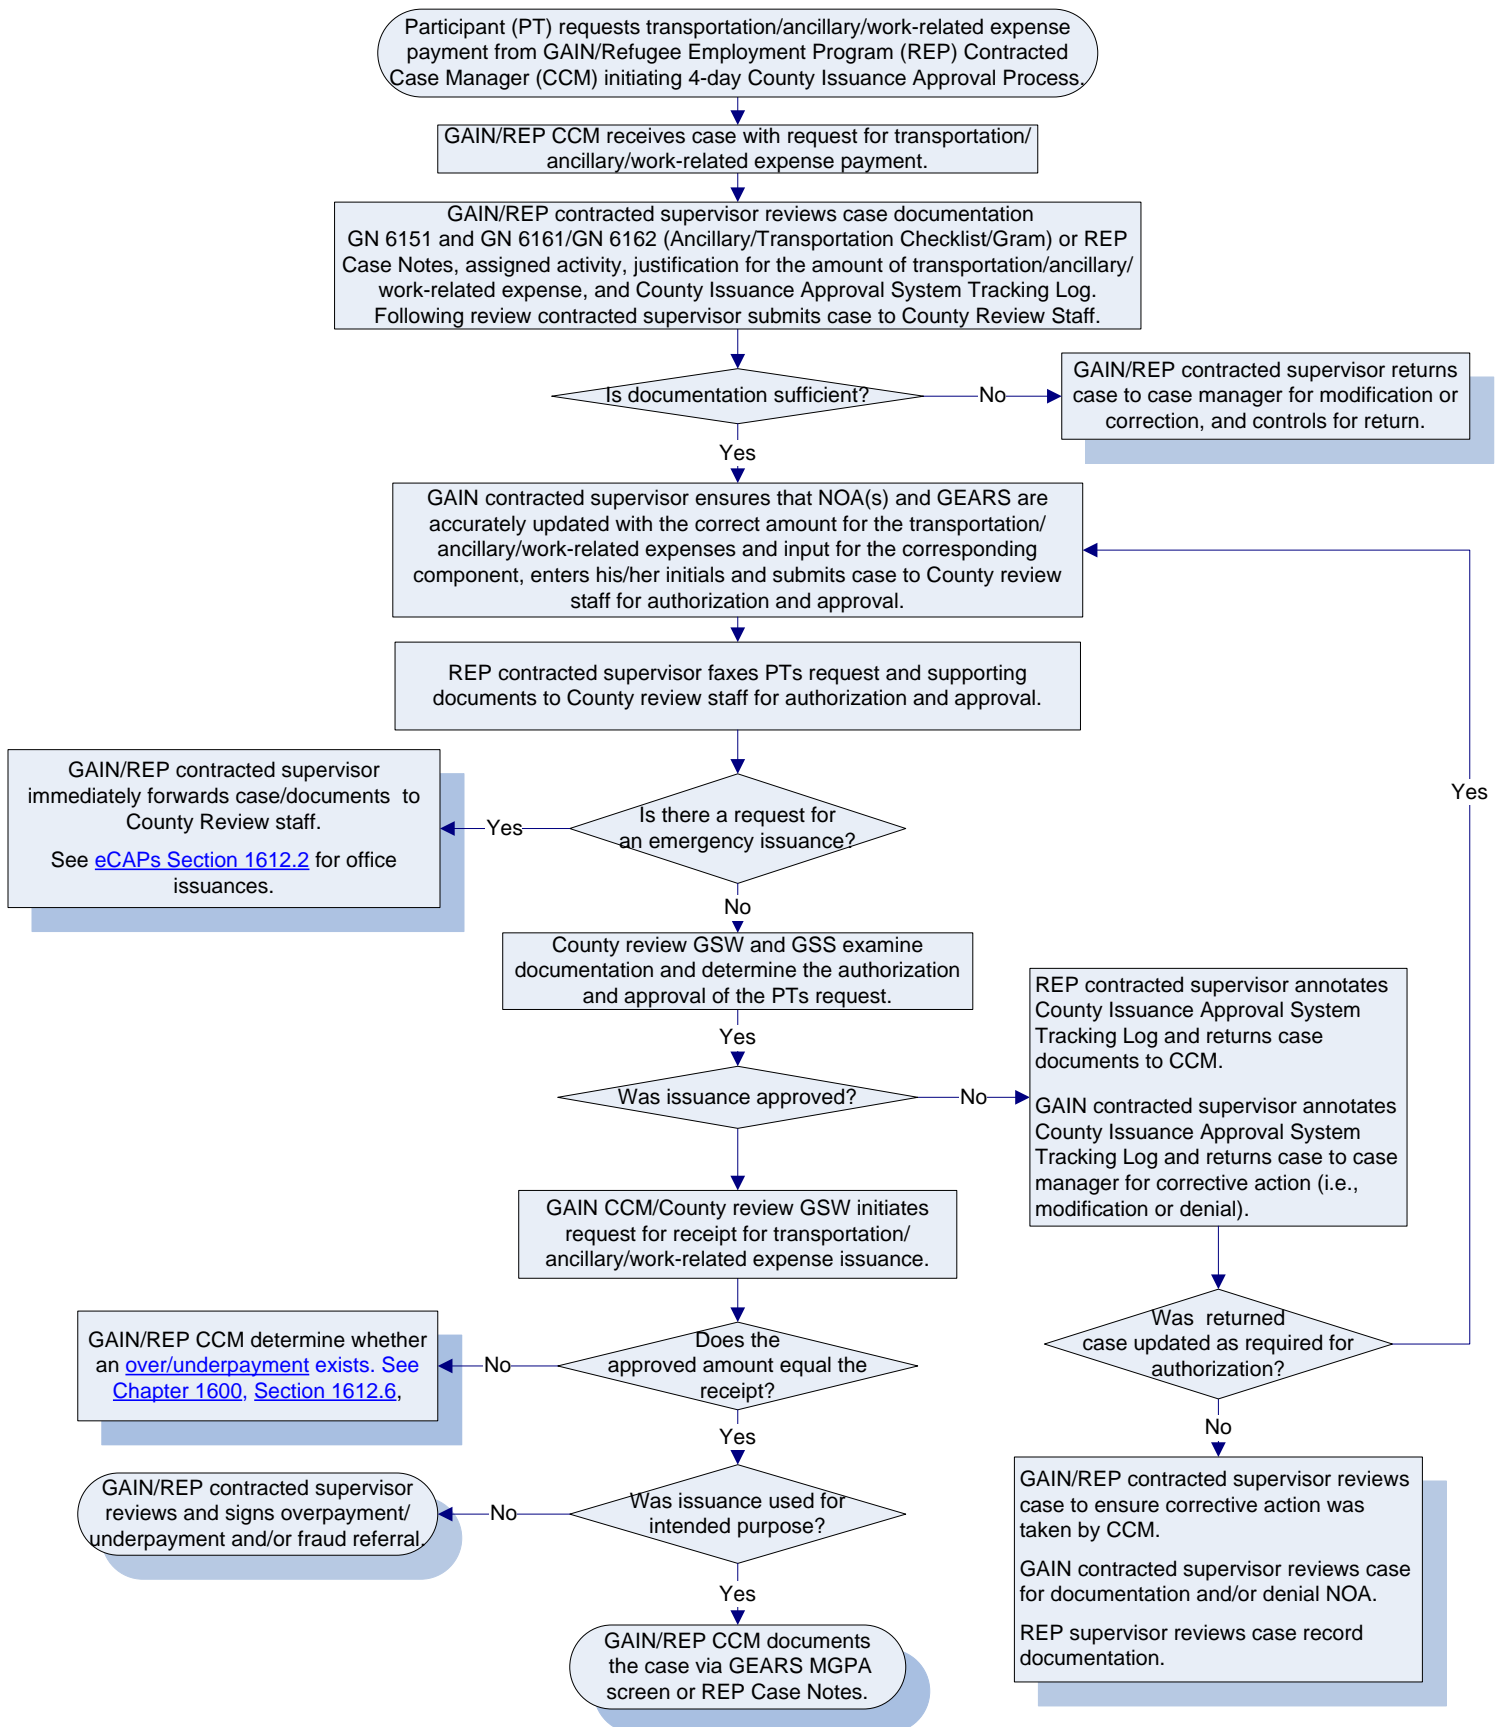 Participant (PT) requests transportation/ancillary/work-related expense
payment from GAIN/Refugee Employment Program (REP) Contracted
Case Manager (CCM) initiating 4-day County Issuance Approval Process.
GAIN/REP CCM receives case with request for transportation/
ancillary/work-related expense payment.
GAIN/REP contracted supervisor reviews case documentation
GN 6151 and GN 6161/GN 6162 (Ancillary/Transportation Checklist/Gram) or REP
Case Notes, assigned activity, justification for the amount of transportation/ancillary/
work-related expense, and County Issuance Approval System Tracking Log.
Following review contracted supervisor submits case to County Review Staff.
Is documentation sufficient?
No
GAIN/REP contracted supervisor returns
case to case manager for modification or
correction, and controls for return.
Yes
GAIN contracted supervisor ensures that NOA(s) and GEARS are
accurately updated with the correct amount for the transportation/
ancillary/work-related expenses and input for the corresponding
component, enters his/her initials and submits case to County review
staff for authorization and approval.
REP contracted supervisor faxes PTs request and supporting
documents to County review staff for authorization and approval.
Is there a request for
an emergency issuance?
Yes
GAIN/REP contracted supervisor
immediately forwards case/documents to
County Review staff.
See eCAPs Section 1612.2 for office
issuances.
No
County review GSW and GSS examine
documentation and determine the authorization
and approval of the PTs request.
Yes
Was issuance approved?
No
REP contracted supervisor annotates
County Issuance Approval System
Tracking Log and returns case
documents to CCM.
GAIN contracted supervisor annotates
County Issuance Approval System
Tracking Log and returns case to case
manager for corrective action (i.e.,
modification or denial).
Was returned
case updated as required for
authorization?
Yes
No
GAIN/REP contracted supervisor reviews
case to ensure corrective action was
taken by CCM.
GAIN contracted supervisor reviews case
for documentation and/or denial NOA.
REP supervisor reviews case record
documentation.
GAIN CCM/County review GSW initiates
request for receipt for transportation/
ancillary/work-related expense issuance.
Does the
approved amount equal the
receipt?
No
GAIN/REP CCM determine whether
an over/underpayment exists. See
Chapter 1600, Section 1612.6,
Yes
Was issuance used for
intended purpose?
No
GAIN/REP contracted supervisor
reviews and signs overpayment/
underpayment and/or fraud referral.
Yes
GAIN/REP CCM documents
the case via GEARS MGPA
screen or REP Case Notes.